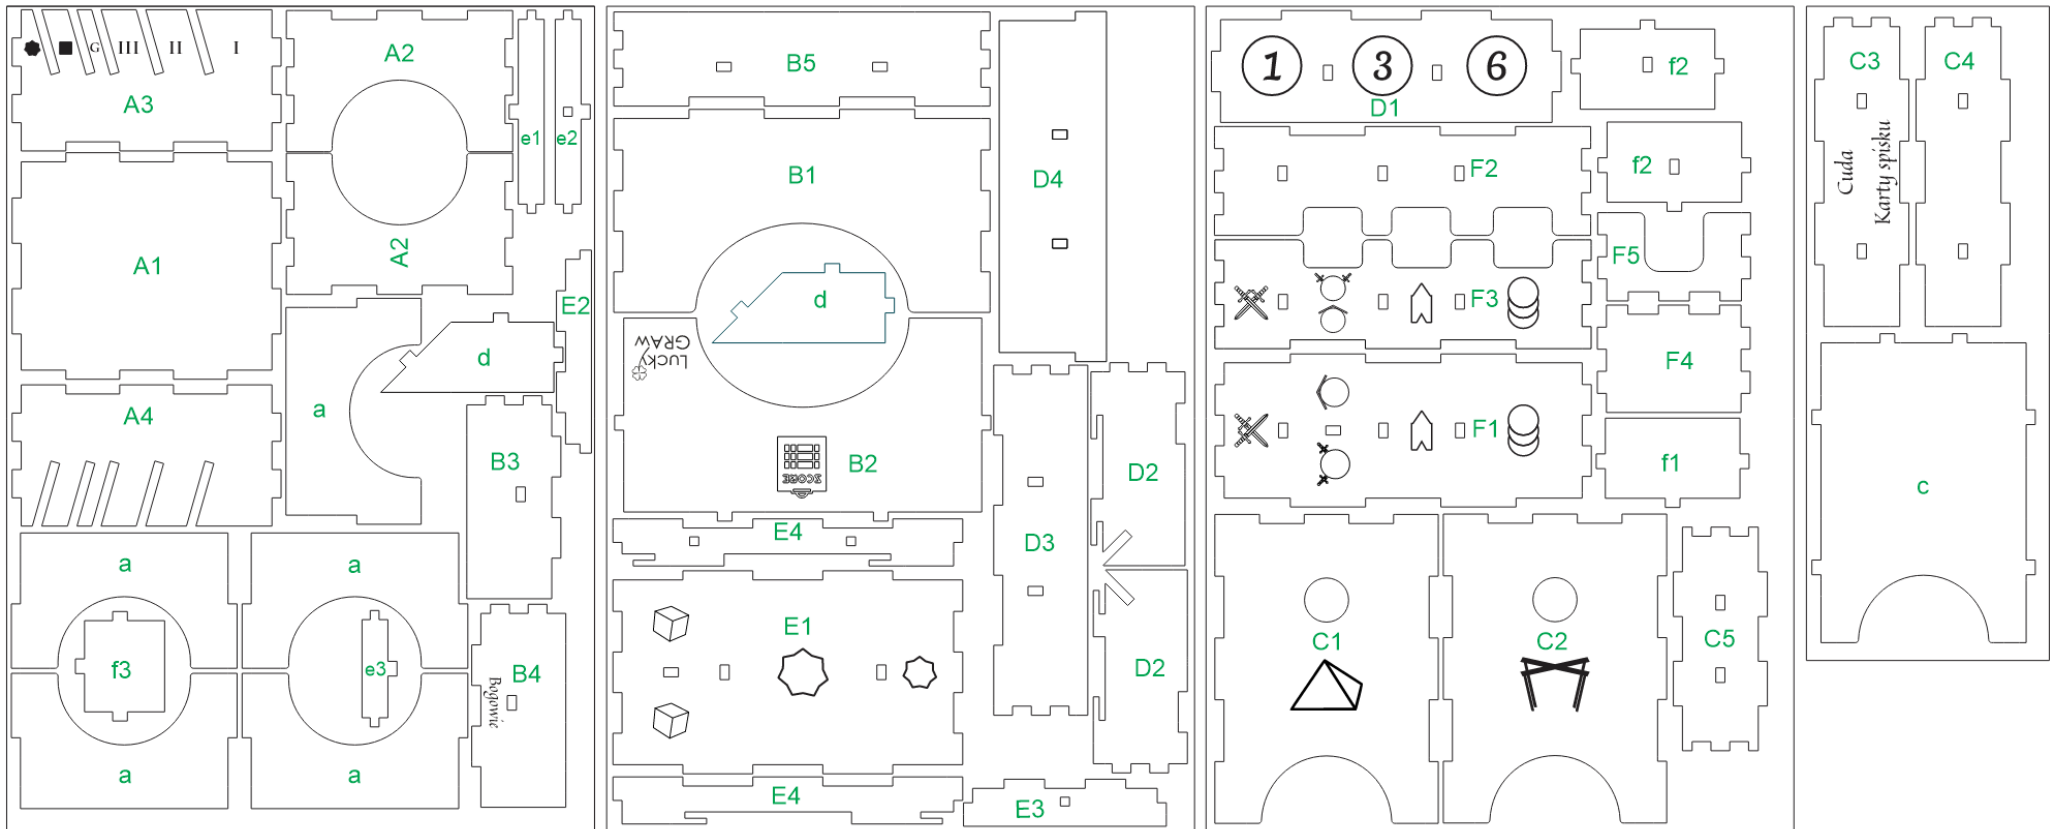 G III II I
A3
A2
e1
e2
A1
A2
E2
A4
a
d
B3
a
a
f3
e3
B4
Bogowie
a
a
B5
B1
D4
d
LUCKY
GRAW
B2
SCORE
E4
D3
D2
E1
D2
E4
E3
1 3 6
D1
f2
F2
f2
F5
F3
F4
F1
f1
C1
C2
C5
C3
C4
Cuda
Karty spisku
c